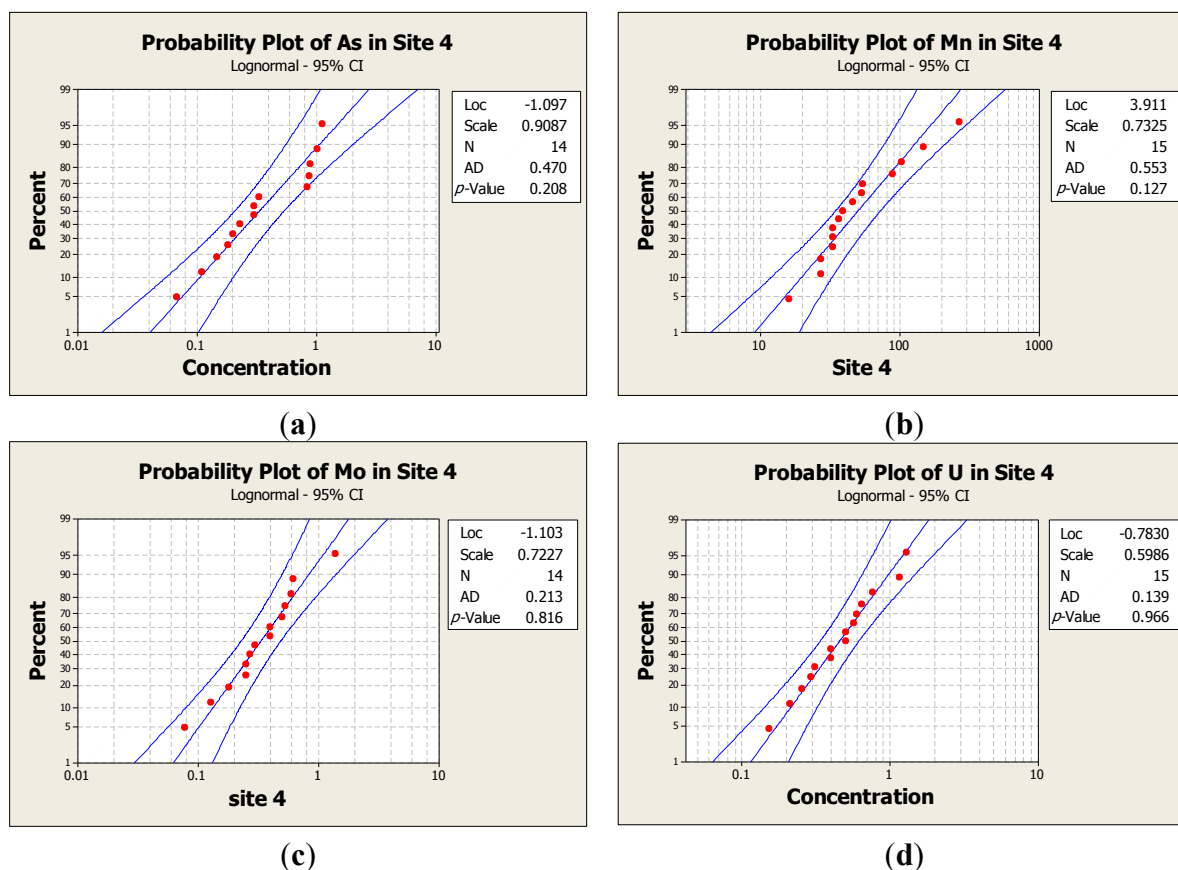 Probability Plot of As in Site 4
Lognormal - 95% CI
Percent
99
95
90
80
70
60
50
40
30
20
10
5
1
0.01 0.1 1 10
Concentration
Loc -1.097
Scale 0.9087
N 14
AD 0.470
p-Value 0.208
(a)
Probability Plot of Mn in Site 4
Lognormal - 95% CI
Percent
99
95
90
80
70
60
50
40
30
20
10
5
1
10 100 1000
Site 4
Loc 3.911
Scale 0.7325
N 15
AD 0.553
p-Value 0.127
(b)
Probability Plot of Mo in Site 4
Lognormal - 95% CI
Percent
99
95
90
80
70
60
50
40
30
20
10
5
1
0.01 0.1 1 10
site 4
Loc -1.103
Scale 0.7227
N 14
AD 0.213
p-Value 0.816
(c)
Probability Plot of U in Site 4
Lognormal - 95% CI
Percent
99
95
90
80
70
60
50
40
30
20
10
5
1
0.1 1 10
Concentration
Loc -0.7830
Scale 0.5986
N 15
AD 0.139
p-Value 0.966
(d)